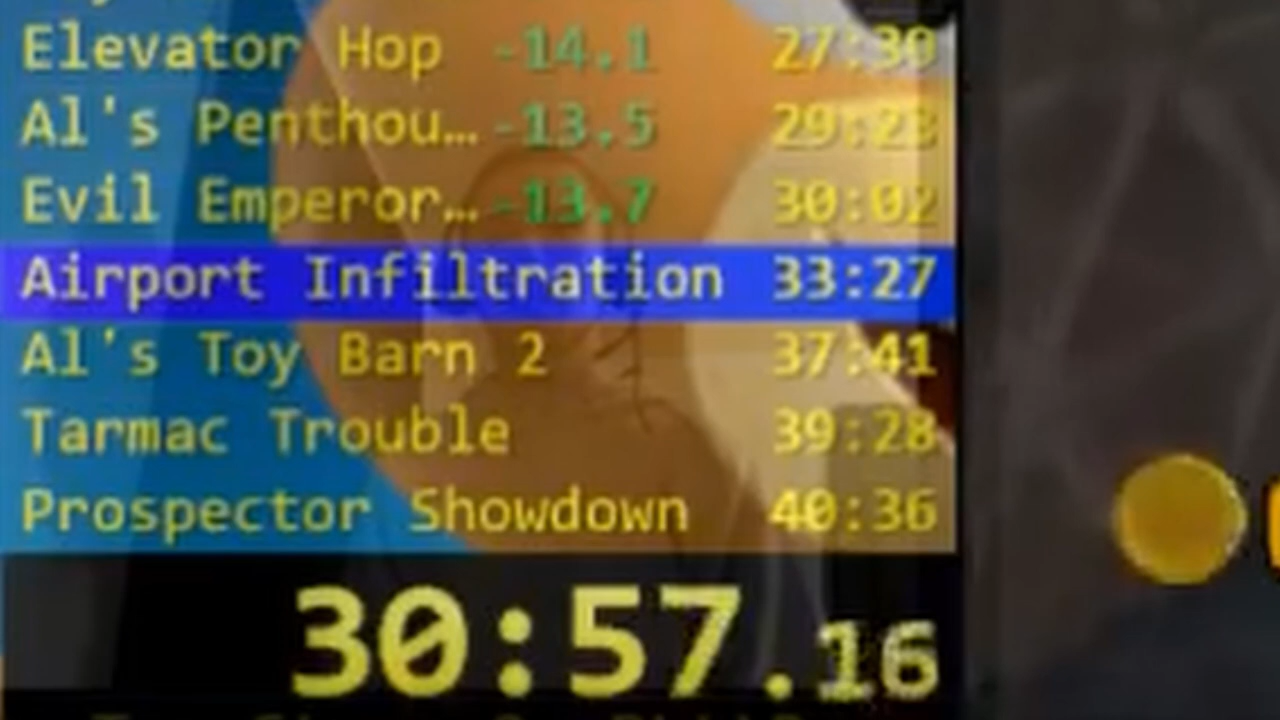 Elevator Hop -14.1 27:30
Al's Penthou… -13.5 29:23
Evil Emperor… -13.7 30:02
Airport Infiltration 33:27
Al's Toy Barn 2 37:41
Tarmac Trouble 39:28
Prospector Showdown 40:36
30:57.16